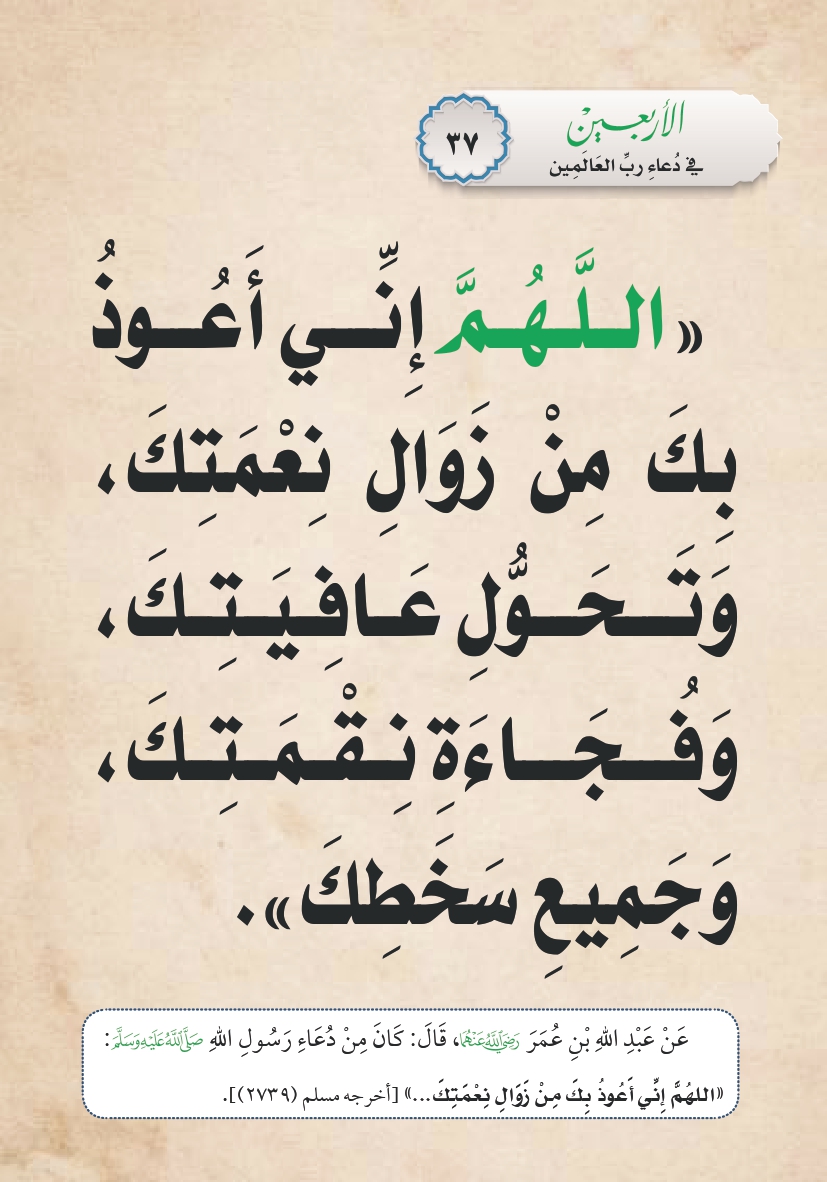 الأربعين
في دُعاءِ ربِّ العَالَمِين
٣٧
«اللَّهُمَّ إِنِّي أَعُوذُ
بِكَ مِنْ زَوَالِ نِعْمَتِكَ،
وَتَحَوُّلِ عَافِيَتِكَ،
وَفُجَاءَةِ نِقْمَتِكَ،
وَجَمِيعِ سَخَطِكَ».
عَنْ عَبْدِ اللهِ بْنِ عُمَرَ رَضِيَ اللَّهُ عَنْهُمَا، قَالَ: كَانَ مِنْ دُعَاءِ رَسُولِ اللهِ صَلَّى اللَّهُ عَلَيْهِ وَسَلَّمَ:
«اللهُمَّ إِنِّي أَعُوذُ بِكَ مِنْ زَوَالِ نِعْمَتِكَ...» [أخرجه مسلم (٢٧٣٩)].